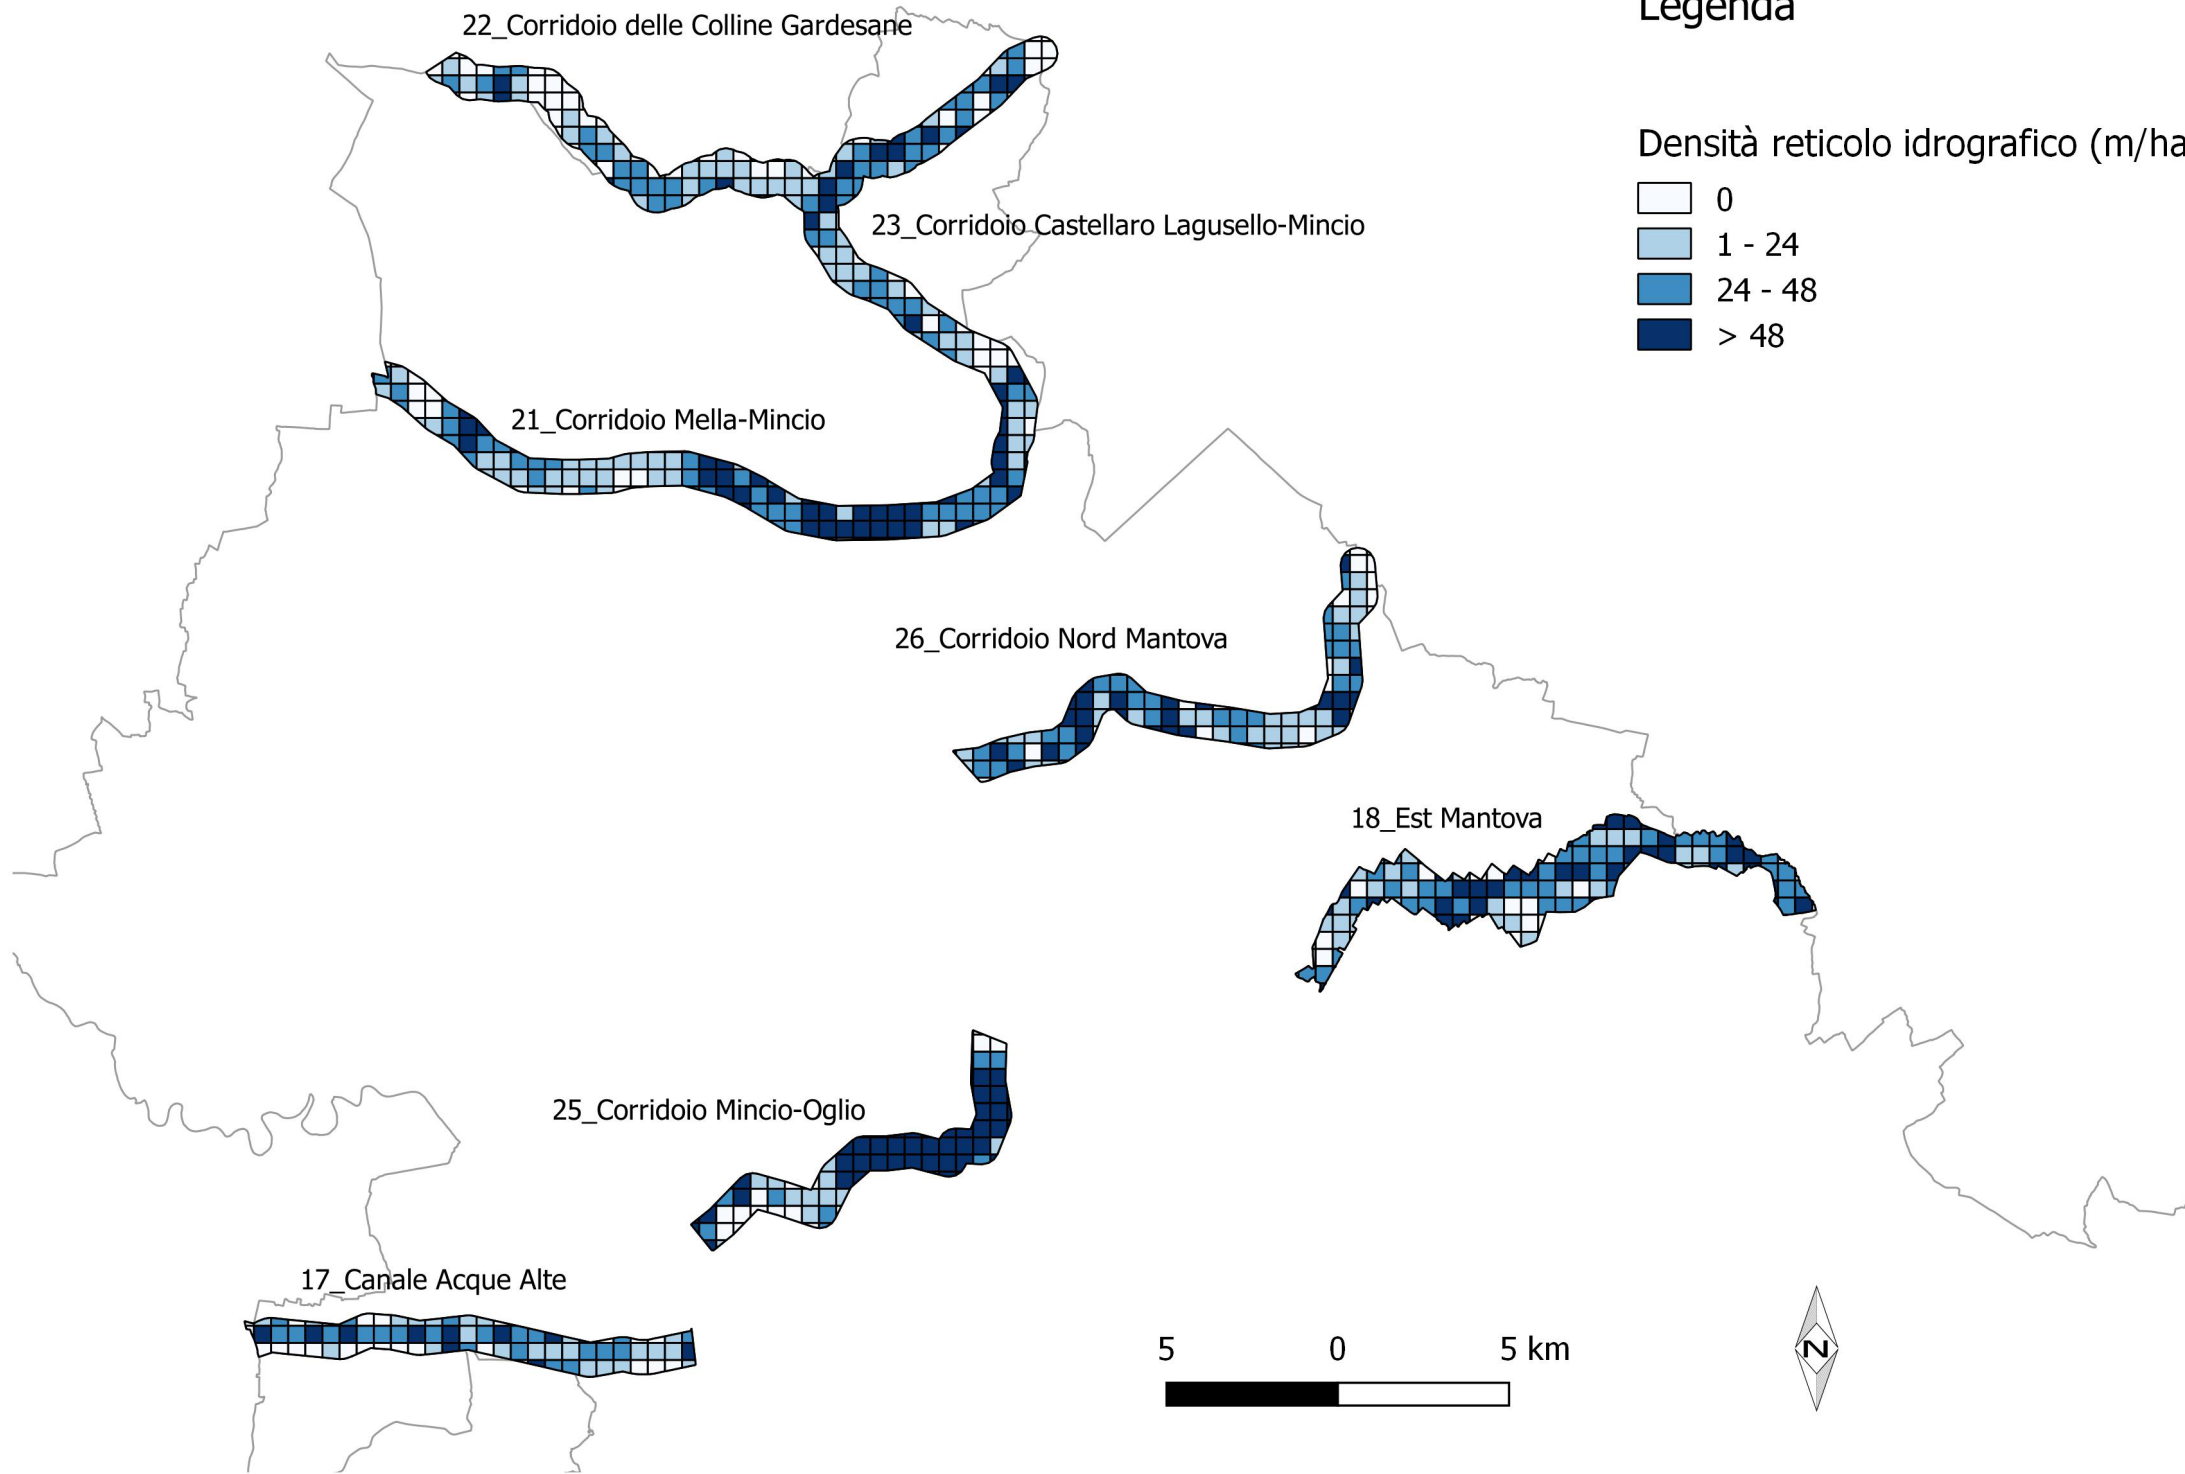 Legenda
22_Corridoio delle Colline Gardesane
Densità reticolo idrografico (m/ha
0
1 - 24
24 - 48
> 48
23_Corridoio Castellaro Lagusello-Mincio
21_Corridoio Mella-Mincio
26_Corridoio Nord Mantova
18_Est Mantova
25_Corridoio Mincio-Oglio
17_Canale Acque Alte
5 0 5 km
N